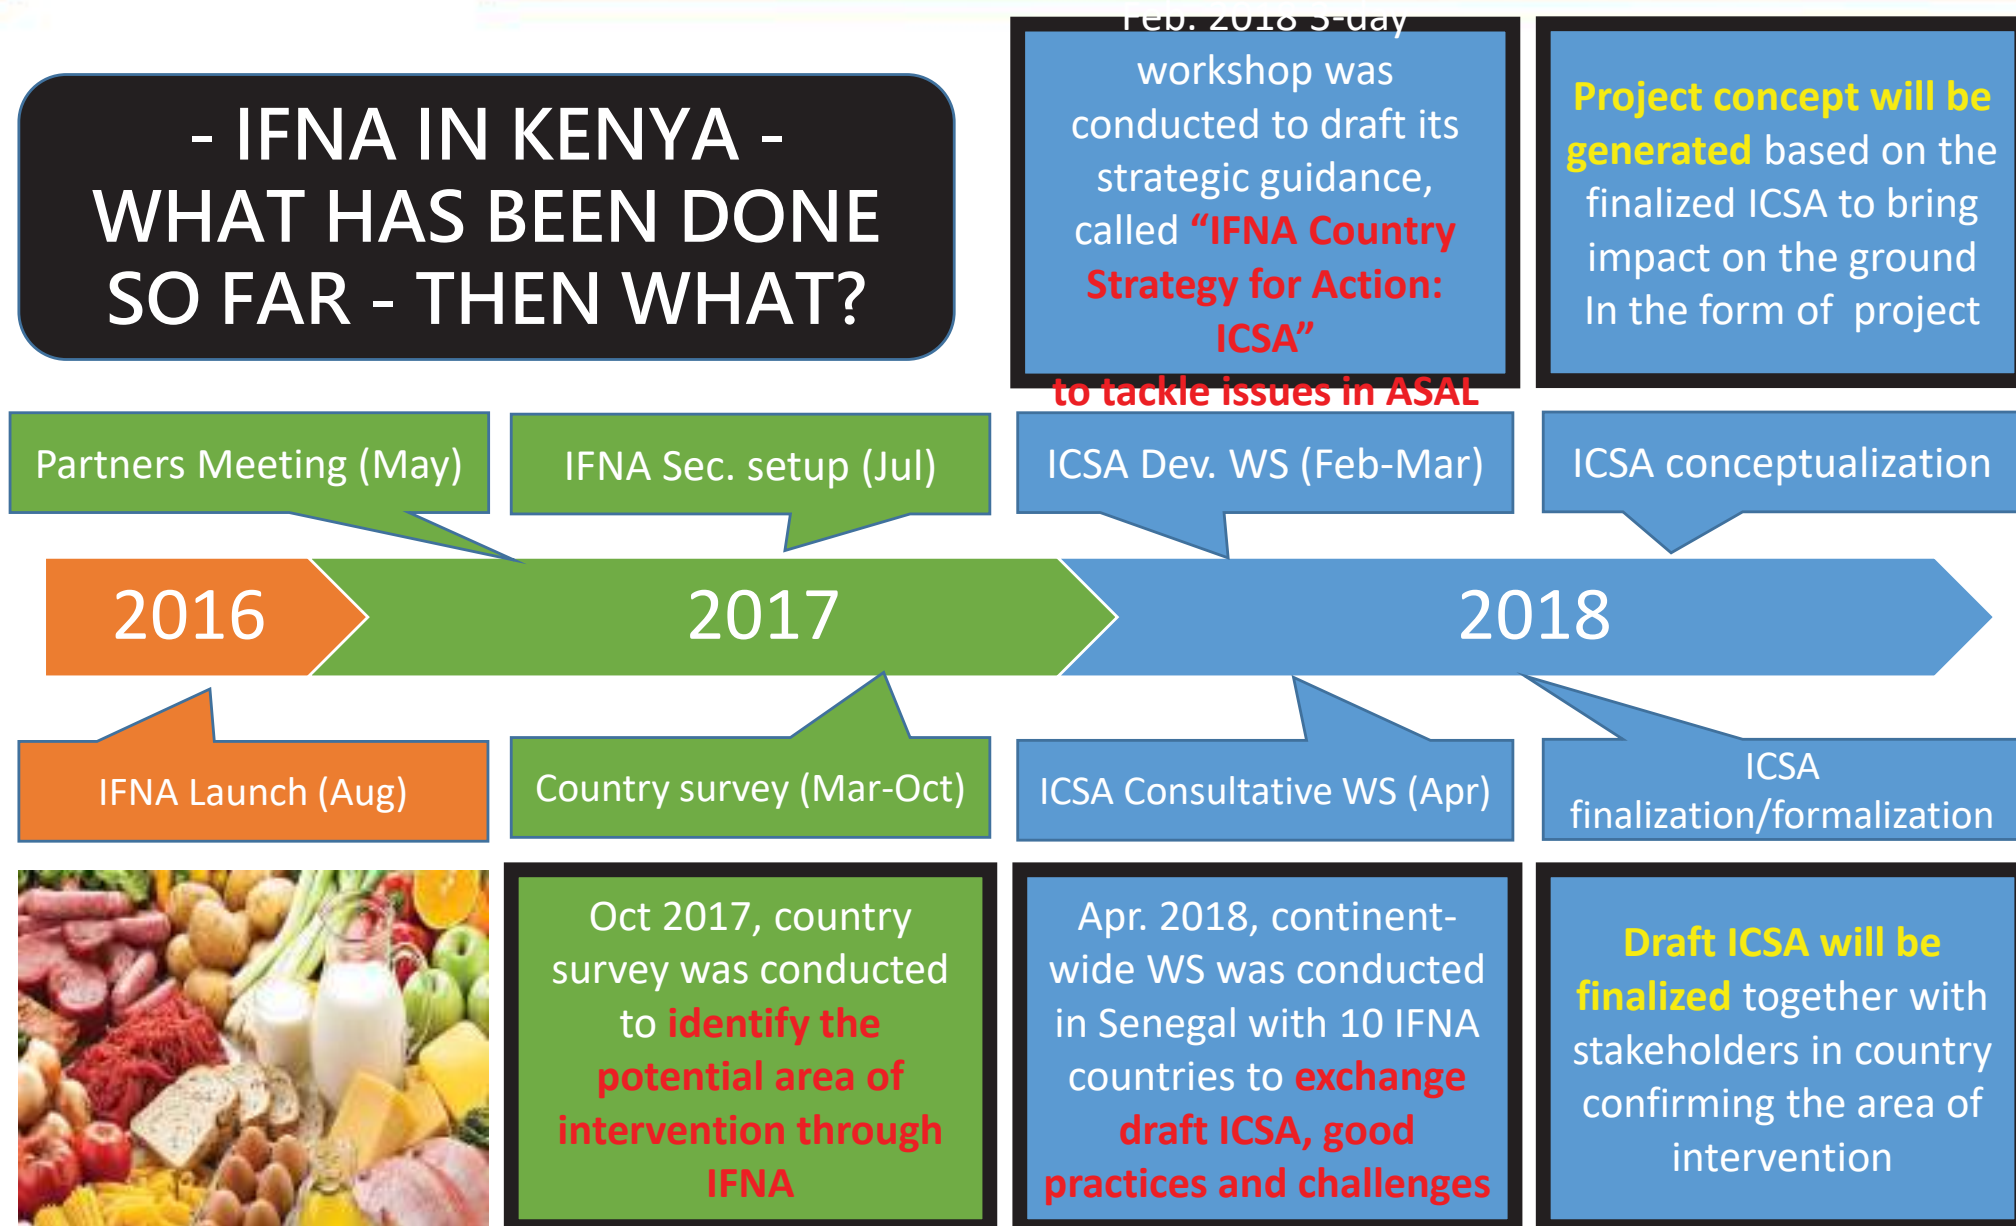 - IFNA IN KENYA -
WHAT HAS BEEN DONE
SO FAR - THEN WHAT?
Feb. 2018 3-day
workshop was
conducted to draft its
strategic guidance,
called “IFNA Country
Strategy for Action:
ICSA”
to tackle issues in ASAL
Project concept will be
generated based on the
finalized ICSA to bring
impact on the ground
In the form of project
Partners Meeting (May)
IFNA Sec. setup (Jul)
ICSA Dev. WS (Feb-Mar)
ICSA conceptualization
2016
2017
2018
IFNA Launch (Aug)
Country survey (Mar-Oct)
ICSA Consultative WS (Apr)
ICSA
finalization/formalization
Oct 2017, country
survey was conducted
to identify the
potential area of
intervention through
IFNA
Apr. 2018, continent-
wide WS was conducted
in Senegal with 10 IFNA
countries to exchange
draft ICSA, good
practices and challenges
Draft ICSA will be
finalized together with
stakeholders in country
confirming the area of
intervention